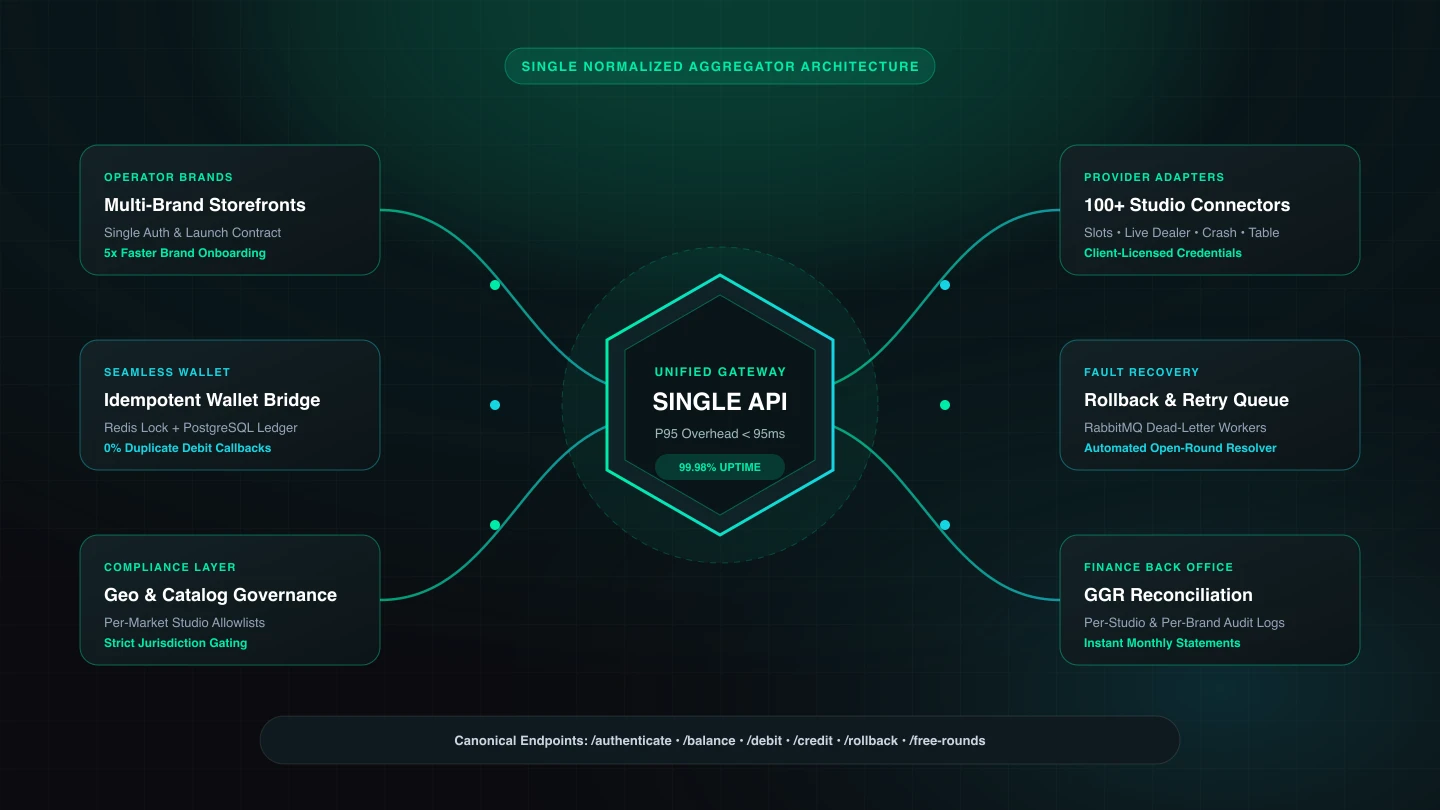 SINGLE NORMALIZED AGGREGATOR ARCHITECTURE
OPERATOR BRANDS
Multi-Brand Storefronts
Single Auth & Launch Contract
5x Faster Brand Onboarding
SEAMLESS WALLET
Idempotent Wallet Bridge
Redis Lock + PostgreSQL Ledger
0% Duplicate Debit Callbacks
COMPLIANCE LAYER
Geo & Catalog Governance
Per-Market Studio Allowlists
Strict Jurisdiction Gating
UNIFIED GATEWAY
SINGLE API
P95 Overhead < 95ms
99.98% UPTIME
PROVIDER ADAPTERS
100+ Studio Connectors
Slots • Live Dealer • Crash • Table
Client-Licensed Credentials
FAULT RECOVERY
Rollback & Retry Queue
RabbitMQ Dead-Letter Workers
Automated Open-Round Resolver
FINANCE BACK OFFICE
GGR Reconciliation
Per-Studio & Per-Brand Audit Logs
Instant Monthly Statements
Canonical Endpoints: /authenticate • /balance • /debit • /credit • /rollback • /free-rounds